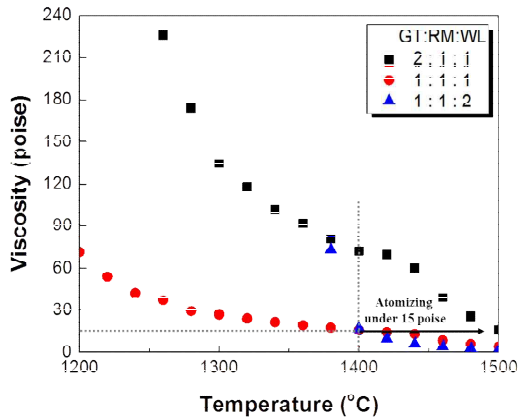 240
210
180
150
120
90
60
30
0
Viscosity (poise)
GT:RM:WL
2 : 1 : 1
1 : 1 : 1
1 : 1 : 2
Atomizing
under 15 poise
1200
1300
1400
1500
Temperature (°C)